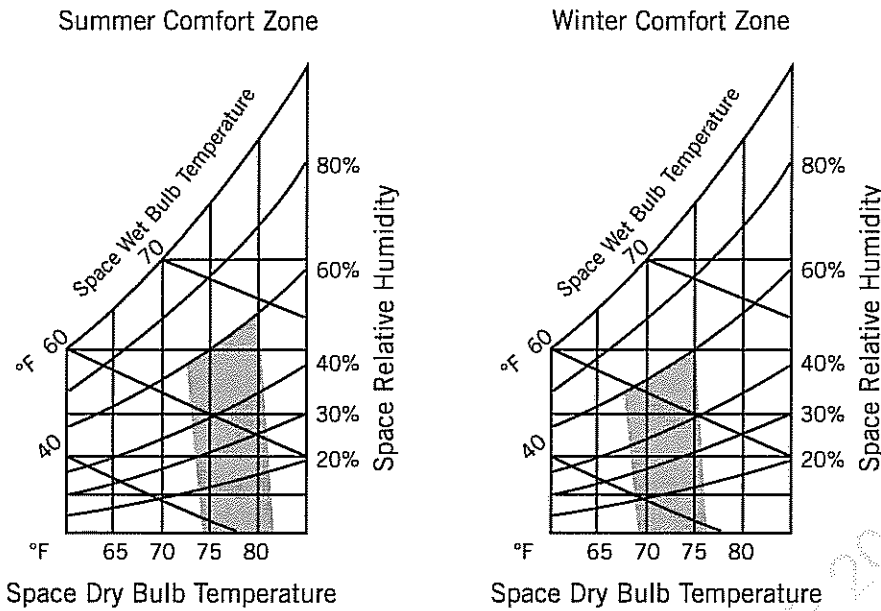 Summer Comfort Zone
Space Wet Bulb Temperature
80%
60%
40%
30%
20%
Space Relative Humidity
70
60
°F
40
°F 65 70 75 80
Space Dry Bulb Temperature
Winter Comfort Zone
Space Wet Bulb Temperature
80%
60%
40%
30%
20%
Space Relative Humidity
70
60
°F
40
°F 65 70 75 80
Space Dry Bulb Temperature